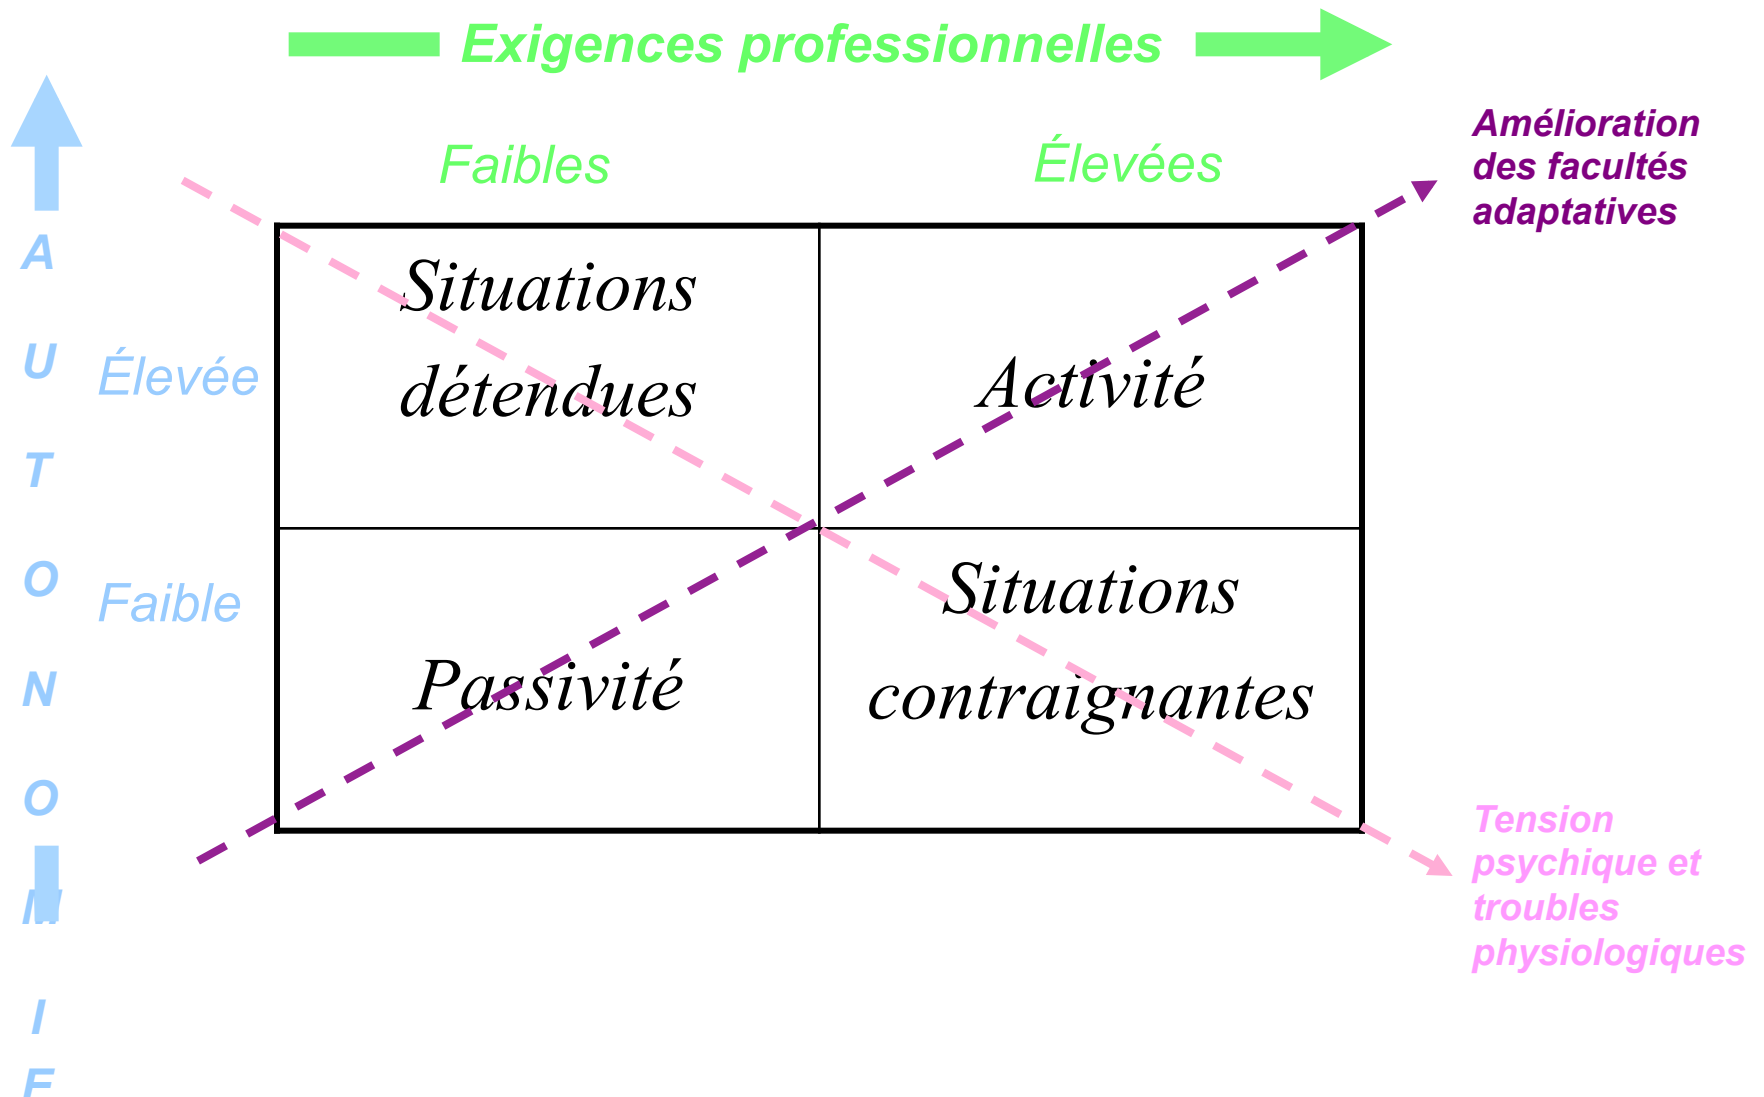 Exigences professionnelles
Faibles
Élevées
Amélioration
des facultés
adaptatives
A
U
T
O
N
O
M
I
E
Élevée
Faible
Situations
détendues
Activité
Passivité
Situations
contraignantes
Tension
psychique et
troubles
physiologiques